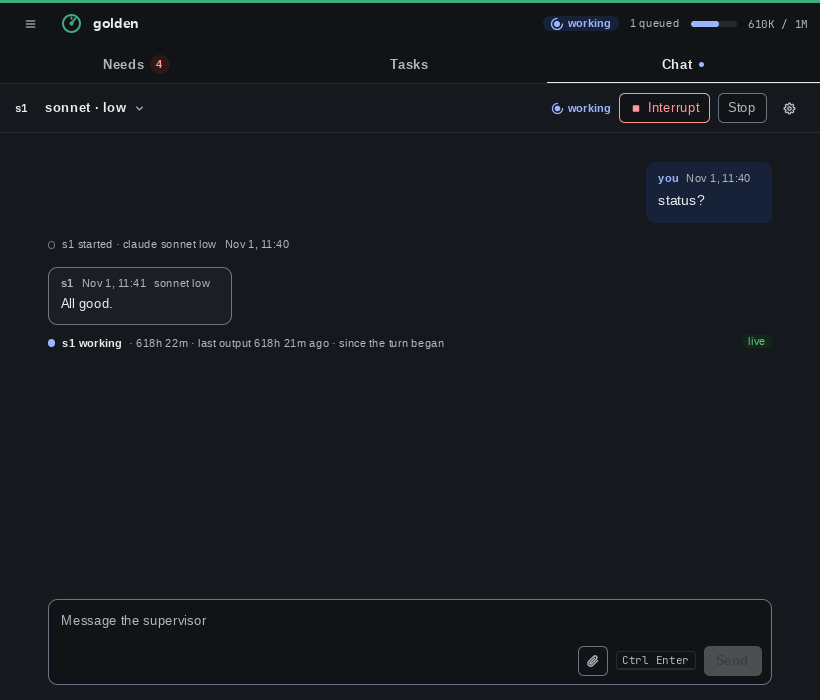 golden working 1 queued 610K / 1M
Needs 4 Tasks Chat
s1 sonnet · low working Interrupt Stop
you Nov 1, 11:40
status?
s1 started · claude sonnet low Nov 1, 11:40
s1 Nov 1, 11:41 sonnet low
All good.
s1 working · 618h 22m · last output 618h 21m ago · since the turn began live
Message the supervisor
Ctrl Enter Send